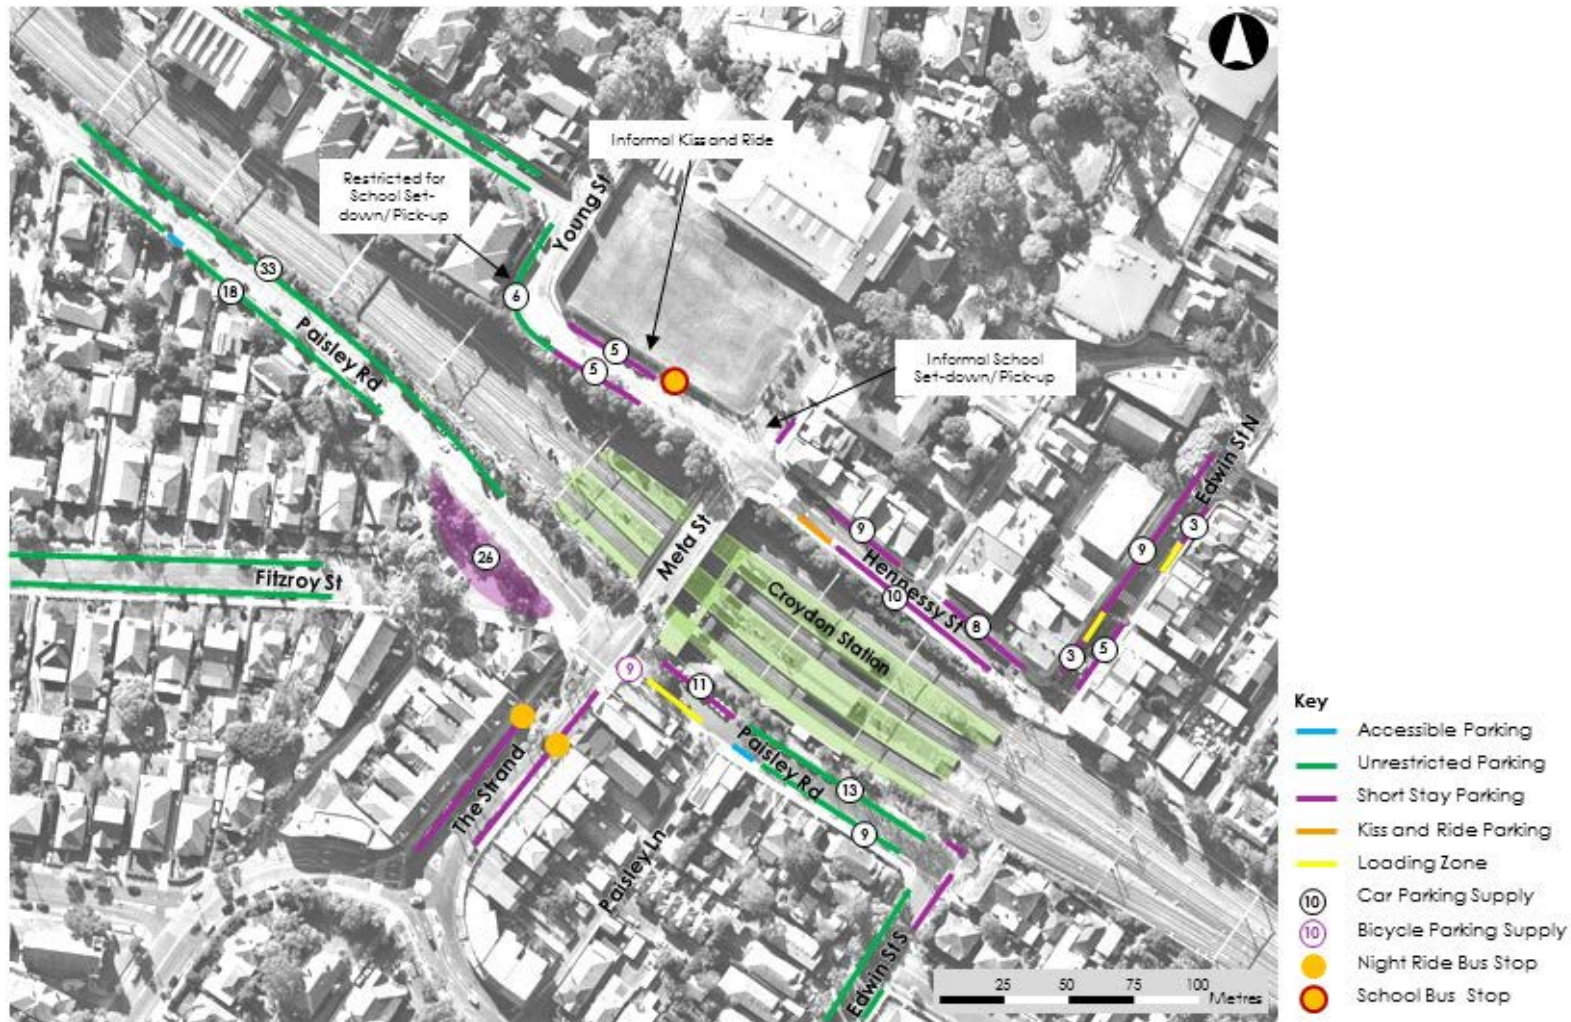 Informal Kiss and Ride
Restricted for
School Set-
down/Pick-up
Young St
33
18
6
Paisley Rd
5
5
Informal School
Set-down/Pick-up
Edwin St N
3
9
9
Hennessy St
10
8
3
5
Meta St
26
Fitzroy St
Croydon Station
9
11
Paisley Rd
13
9
The Strand
Paisley Ln
Edwin St S
25
50
75
100
Metres
Key
Accessible Parking
Unrestricted Parking
Short Stay Parking
Kiss and Ride Parking
Loading Zone
10
Car Parking Supply
10
Bicycle Parking Supply
Night Ride Bus Stop
School Bus Stop